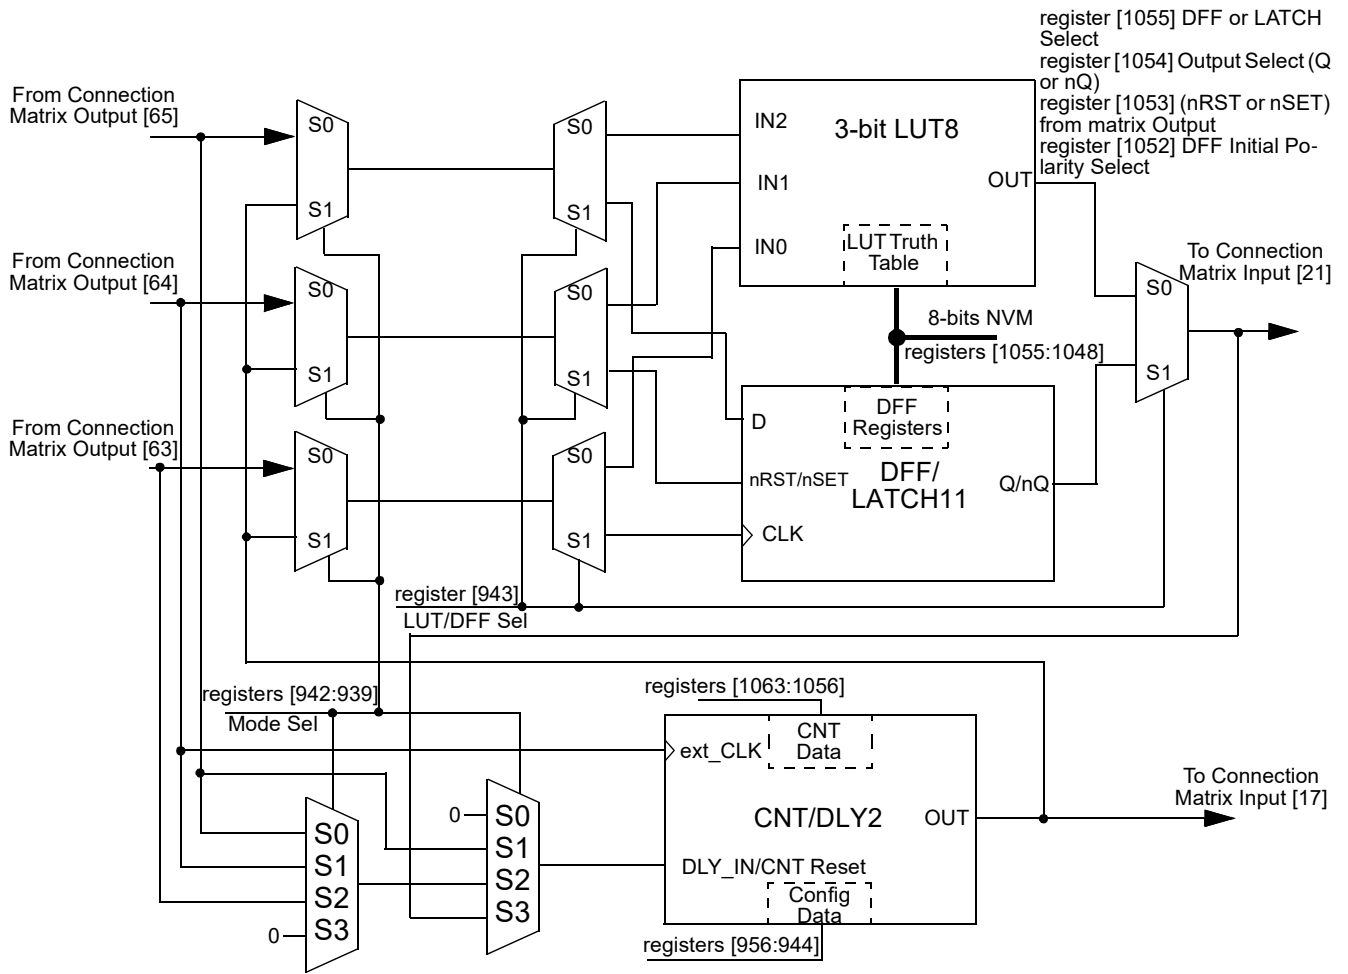 register [1055] DFF or LATCH
Select
register [1054] Output Select (Q
or nQ)
register [1053] (nRST or nSET)
from matrix Output
register [1052] DFF Initial Po-
larity Select
From Connection
Matrix Output [65]
S0
S1
S0
S1
IN2
3-bit LUT8
IN1
OUT
IN0
LUT Truth
Table
From Connection
Matrix Output [64]
S0
S1
S0
S1
8-bits NVM
registers [1055:1048]
To Connection
Matrix Input [21]
S0
S1
From Connection
Matrix Output [63]
S0
S1
S0
S1
D
DFF
Registers
nRST/nSET
DFF/
LATCH11
Q/nQ
CLK
register [943]
LUT/DFF Sel
registers [942:939]
Mode Sel
registers [1063:1056]
ext_CLK
CNT
Data
CNT/DLY2
OUT
To Connection
Matrix Input [17]
DLY_IN/CNT Reset
Config
Data
registers [956:944]
0
S0
S1
S2
S3
S0
S1
S2
S3
0